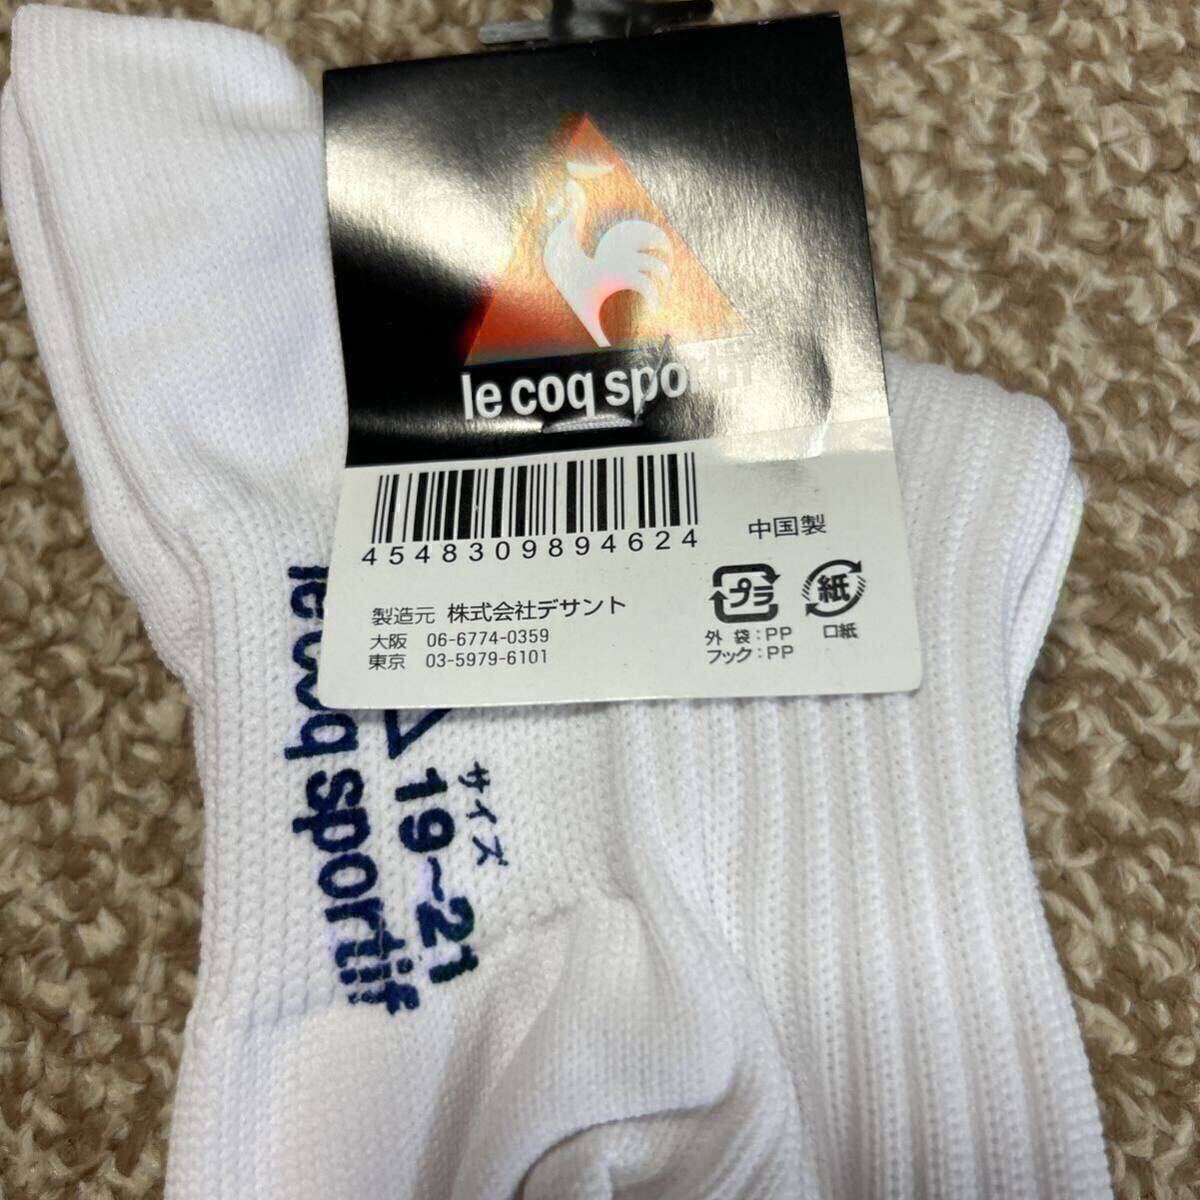 le coq sportif
4548309894624
中国製
製造元 株式会社デサント
大阪 06-6774-0359
東京 03-5979-6101
プラ
外袋:PP
フック:PP
紙
口紙
le coq sportif
サイズ
19~21